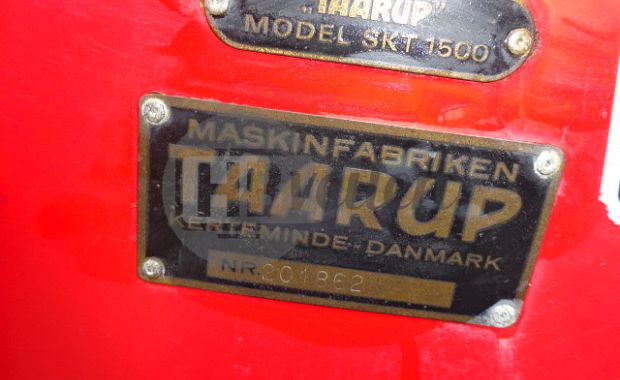 „TAARUP”
MODEL SKT 1500
MASKINFABRIKEN
TAARUP
KERTEMINDE-DANMARK
NR. 201862